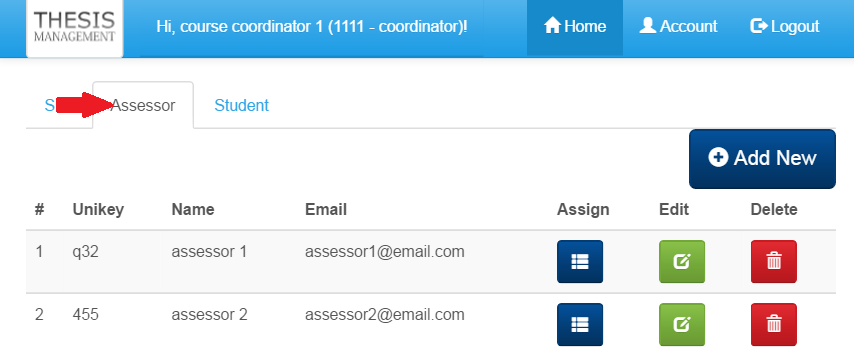 THESIS
MANAGEMENT
Hi, course coordinator 1 (1111 - coordinator)!
Home
Account
Logout
Assessor
Student
Add New
# Unikey Name Email Assign Edit Delete
1 q32 assessor 1 assessor1@email.com
2 455 assessor 2 assessor2@email.com